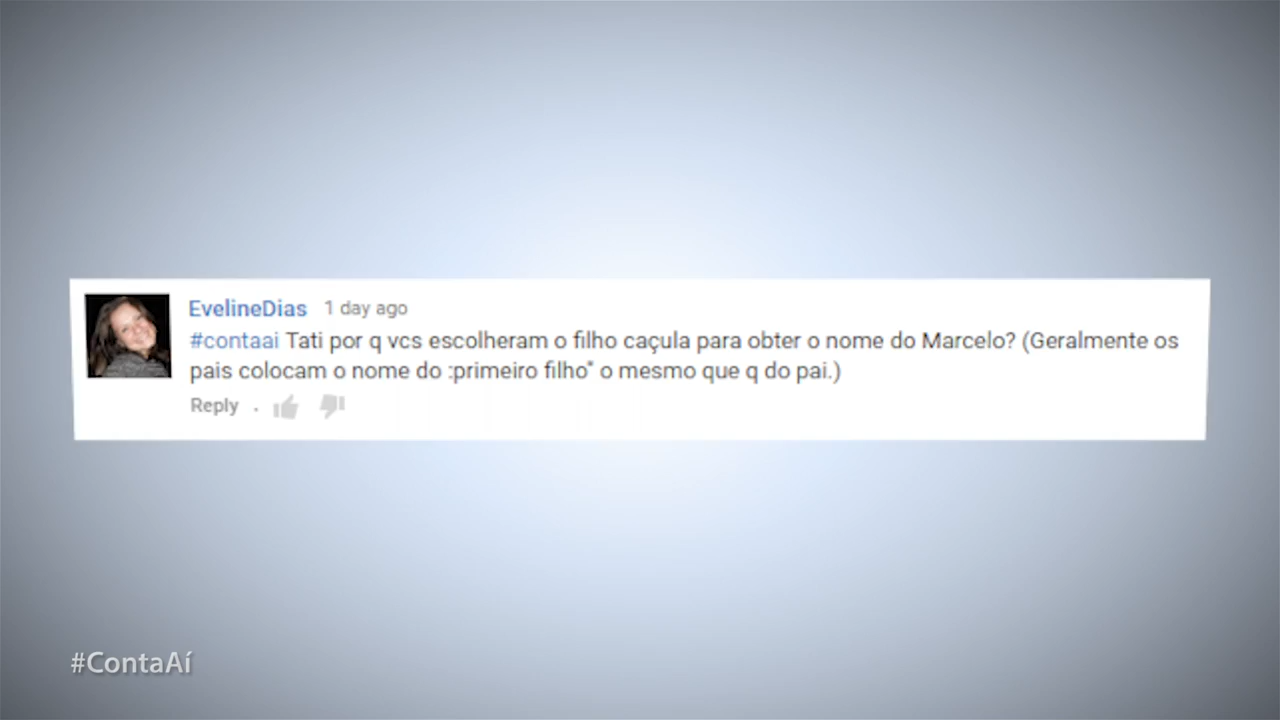 EvelineDias 1 day ago
#contaai Tati por q vcs escolheram o filho caçula para obter o nome do Marcelo? (Geralmente os
pais colocam o nome do :primeiro filho" o mesmo que q do pai.)
Reply .
#ContaAí